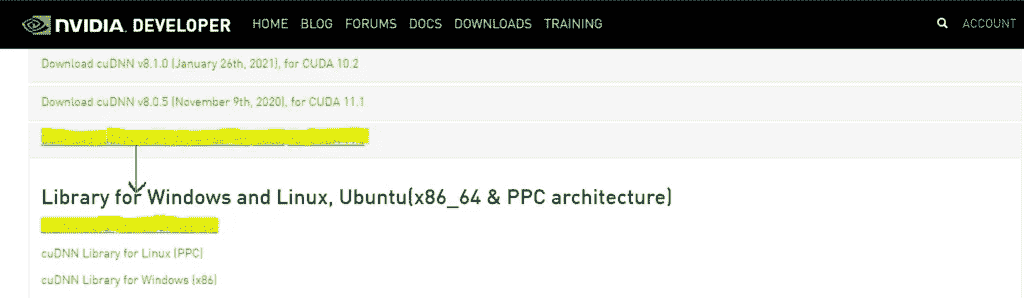 NVIDIA. DEVELOPER HOME BLOG FORUMS DOCS DOWNLOADS TRAINING ACCOUNT
Download cuDNN v8.1.0 (January 26th, 2021), for CUDA 10.2
Download cuDNN v8.0.5 (November 9th, 2020), for CUDA 11.1
Library for Windows and Linux, Ubuntu(x86_64 & PPC architecture)
cuDNN Library for Linux (PPC)
cuDNN Library for Windows (x86)